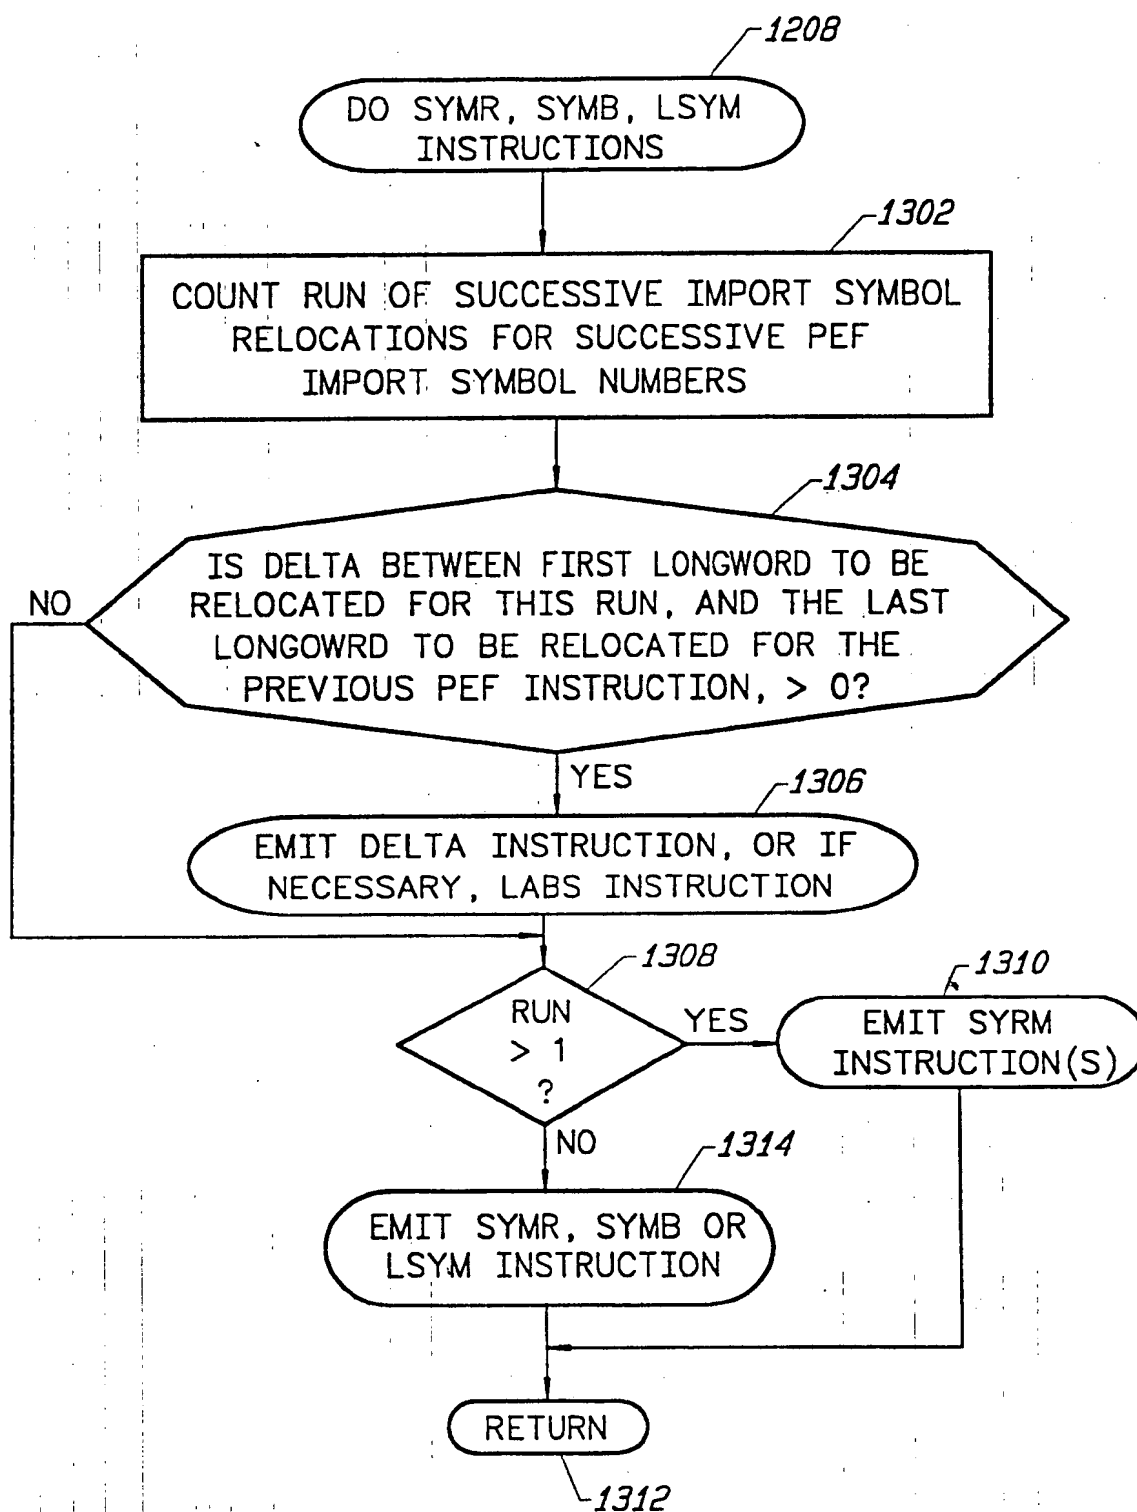 1208
DO SYMR, SYMB, LSYM
INSTRUCTIONS
1302
COUNT RUN OF SUCCESSIVE IMPORT SYMBOL
RELOCATIONS FOR SUCCESSIVE PEF
IMPORT SYMBOL NUMBERS
1304
IS DELTA BETWEEN FIRST LONGWORD TO BE
RELOCATED FOR THIS RUN, AND THE LAST
LONGOWRD TO BE RELOCATED FOR THE
PREVIOUS PEF INSTRUCTION, > 0?
NO
YES
1306
EMIT DELTA INSTRUCTION, OR IF
NECESSARY, LABS INSTRUCTION
1308
RUN
> 1
?
YES
1310
EMIT SYRM
INSTRUCTION(S)
NO
1314
EMIT SYMR, SYMB OR
LSYM INSTRUCTION
RETURN
1312